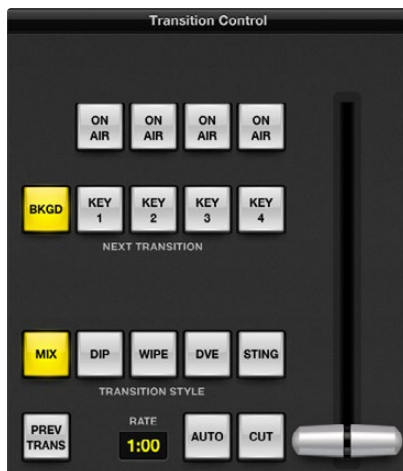 Transition Control
ON AIR ON AIR ON AIR ON AIR
BKGD KEY 1 KEY 2 KEY 3 KEY 4
NEXT TRANSITION
MIX DIP WIPE DVE STING
TRANSITION STYLE
PREV TRANS RATE 1:00 AUTO CUT